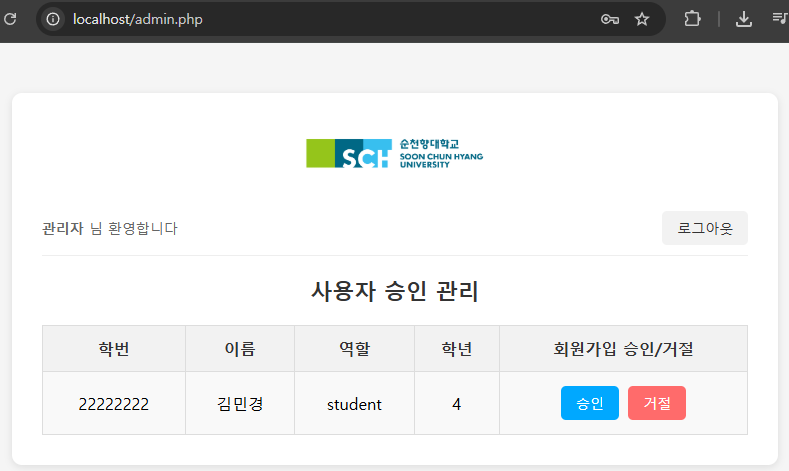 localhost/admin.php
SCH 순천향대학교
SOON CHUN HYANG
UNIVERSITY
관리자 님 환영합니다 로그아웃
사용자 승인 관리
학번 이름 역할 학년 회원가입 승인/거절
22222222 김민경 student 4 승인 거절